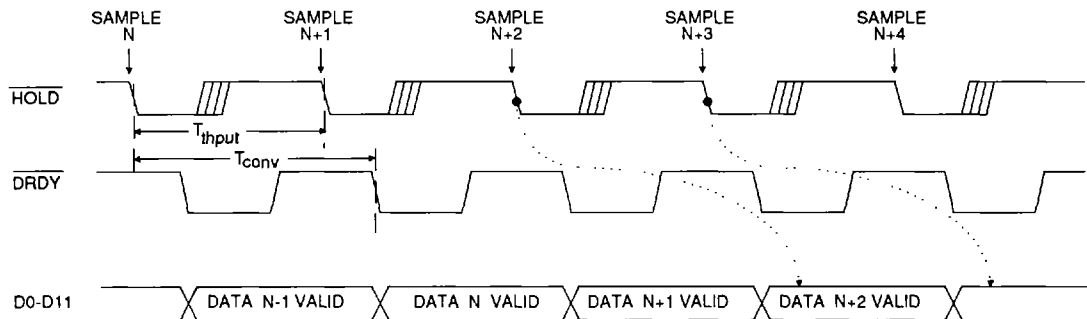 SAMPLE SAMPLE SAMPLE SAMPLE SAMPLE
N N+1 N+2 N+3 N+4
HOLD
Tthput
Tconv
DRDY
D0-D11 DATA N-1 VALID DATA N VALID DATA N+1 VALID DATA N+2 VALID